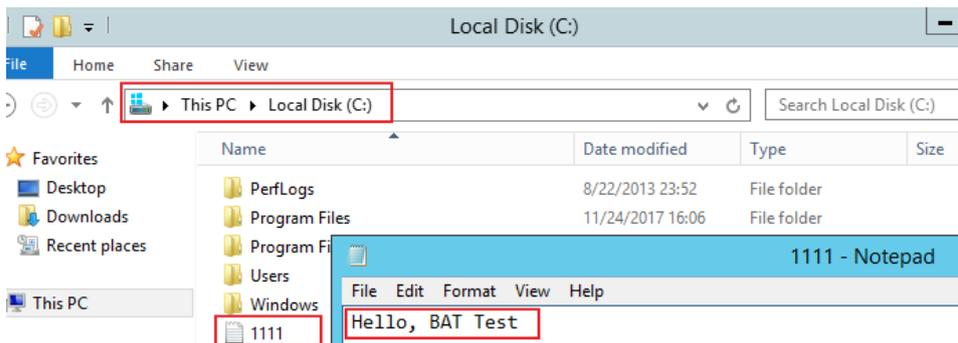 Local Disk (C:)
File Home Share View
This PC Local Disk (C:) Search Local Disk (C:)
Name Date modified Type Size
Favorites
Desktop
Downloads
Recent places
This PC
PerfLogs 8/22/2013 23:52 File folder
Program Files 11/24/2017 16:06 File folder
Program Fi
Users
Windows
1111
1111 - Notepad
File Edit Format View Help
Hello, BAT Test